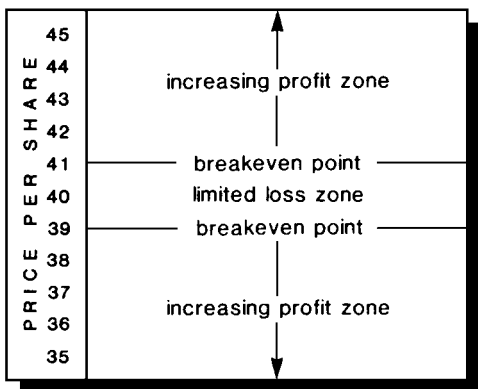 PRICE PER SHARE
45
44
43
42
41
40
39
38
37
36
35
increasing profit zone
breakeven point
limited loss zone
breakeven point
increasing profit zone